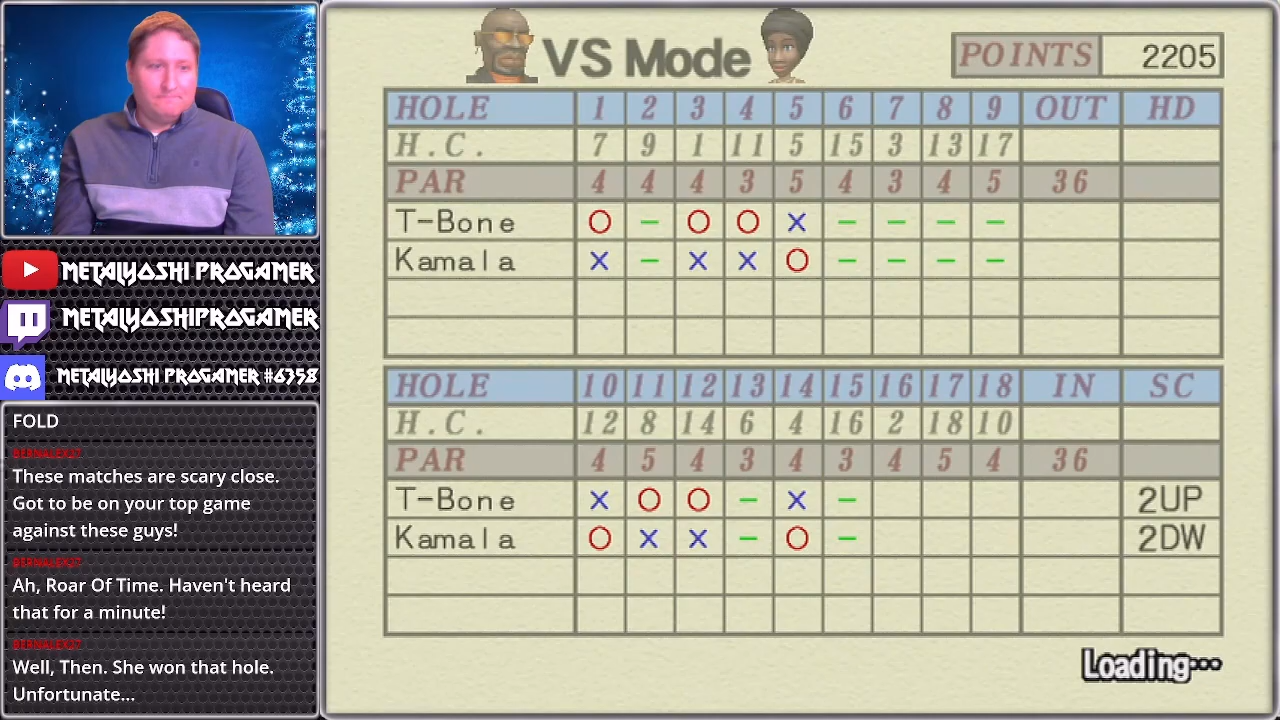 VS Mode
POINTS 2205
HOLE 1 2 3 4 5 6 7 8 9 OUT HD
H.C. 7 9 1 11 5 15 3 13 17
PAR 4 4 4 3 5 4 3 4 5 36
T-Bone O - O O × - - - -
Kamala × - × × O - - - -
HOLE 10 11 12 13 14 15 16 17 18 IN SC
H.C. 12 8 14 6 4 16 2 18 10
PAR 4 5 4 3 4 3 4 5 4 36
T-Bone × O O - × - 2UP
Kamala O × × - O - 2DW
Loading...
METALYOSHI PROGAMER
METALYOSHIPROGAMER
METALYOSHI PROGAMER #6358
FOLD
BERNALEX27
These matches are scary close.
Got to be on your top game
against these guys!
BERNALEX27
Ah, Roar Of Time. Haven't heard
that for a minute!
BERNALEX27
Well, Then. She won that hole.
Unfortunate...